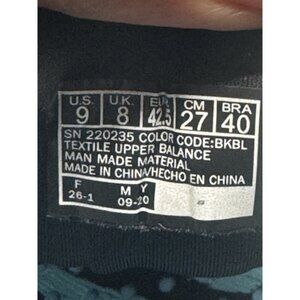 U.S. U.K. EUR CM BRA
9 8 42.5 27 40
SN 220235 COLOR CODE:BKBL
TEXTILE UPPER BALANCE
MAN MADE MATERIAL
MADE IN CHINA/HECHO EN CHINA
F M Y
26-1 09-20